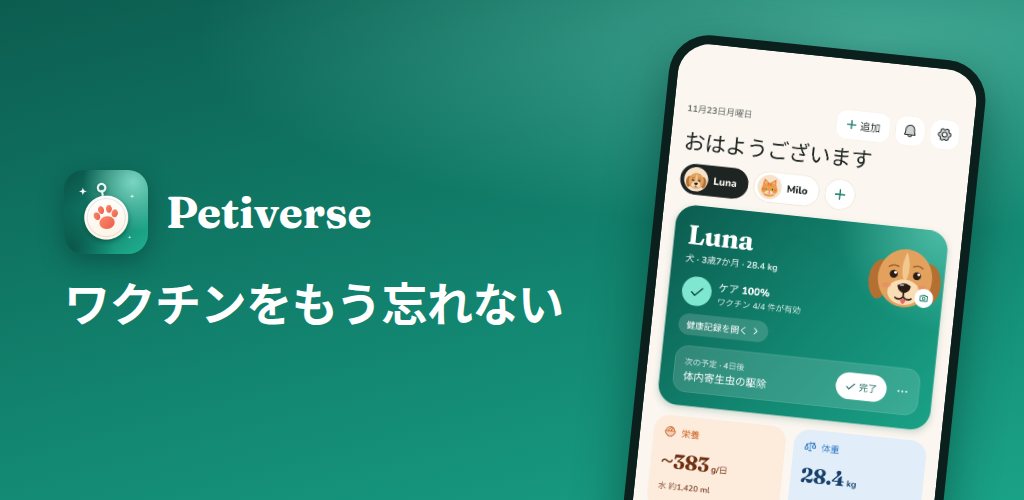 Petiverse
ワクチンをもう忘れない
11月23日月曜日
追加
おはようございます
Luna
Milo
Luna
犬 · 3歳7か月 · 28.4 kg
ケア 100%
ワクチン 4/4 件が有効
健康記録を開く
次の予定 · 4日後
体内寄生虫の駆除
完了
栄養
~383 g/日
水 約1.420 ml
体重
28.4 kg